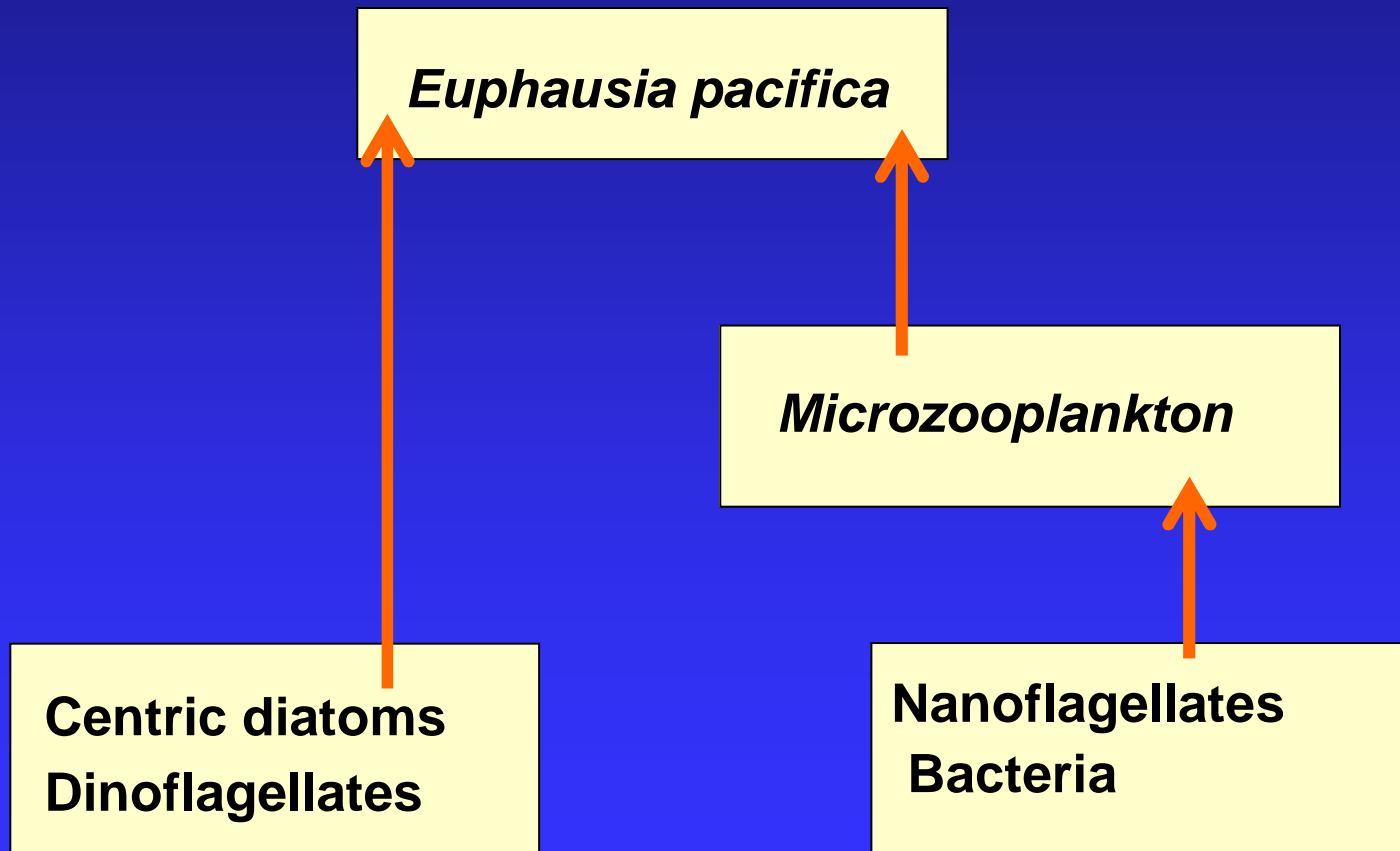 Euphausia pacifica
Microzooplankton
Centric diatoms
Dinoflagellates
Nanoflagellates
Bacteria